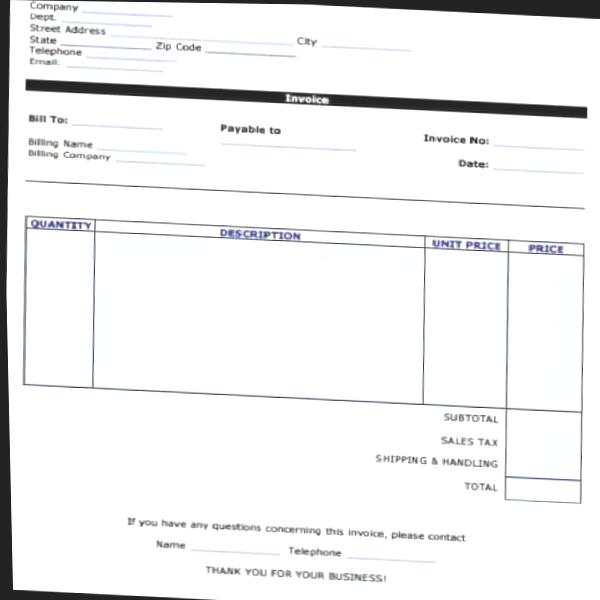 Company
Dept.
Street Address City
State Zip Code
Telephone
Email:
Invoice
Bill To: Payable to Invoice No:
Billing Name Date:
Billing Company
QUANTITY DESCRIPTION UNIT PRICE PRICE
SUBTOTAL
SALES TAX
SHIPPING & HANDLING
TOTAL
If you have any questions concerning this invoice, please contact
Name Telephone
THANK YOU FOR YOUR BUSINESS!